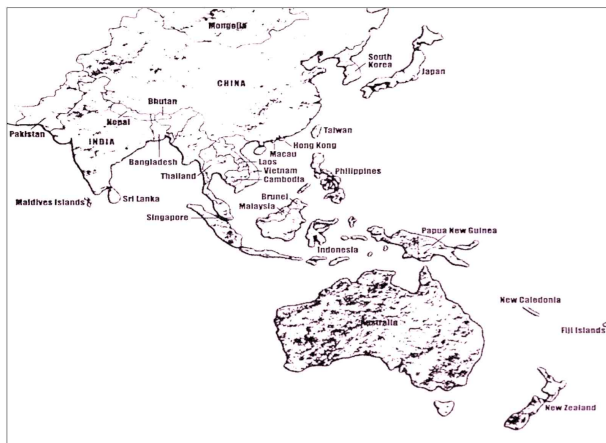 Mongolia
South
Korea
Japan
CHINA
Bhutan
Nepal
Pakistan
INDIA
Taiwan
Hong Kong
Macau
Bangladesh
Laos
Vietnam
Thailand
Cambodia
Philippines
Maldives Islands
Sri Lanka
Brunei
Malaysia
Singapore
Papua New Guinea
Indonesia
New Caledonia
Australia
Fiji Islands
New Zealand